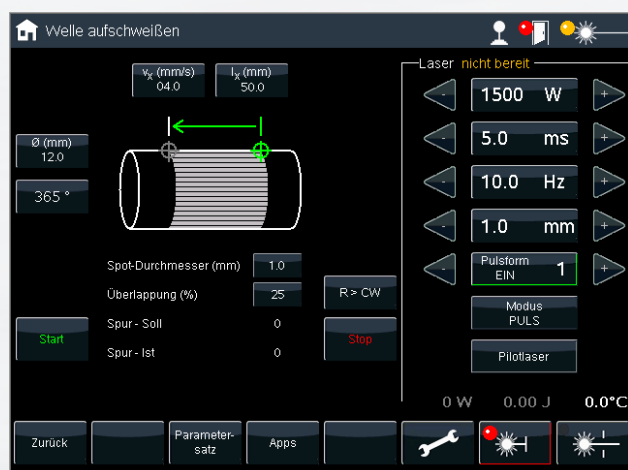 Welle aufschweißen
Laser nicht bereit
vx (mm/s)
04.0
lx (mm)
50.0
Ø (mm)
12.0
365 °
Spot-Durchmesser (mm) 1.0
Überlappung (%) 25
R > CW
Spur - Soll 0
Spur - Ist 0
Start
Stop
- 1500 W +
- 5.0 ms +
- 10.0 Hz +
- 1.0 mm +
- Pulsform
EIN 1 +
Modus
PULS
Pilotlaser
0 W 0.00 J 0.0°C
Zurück
Parameter-
satz
Apps